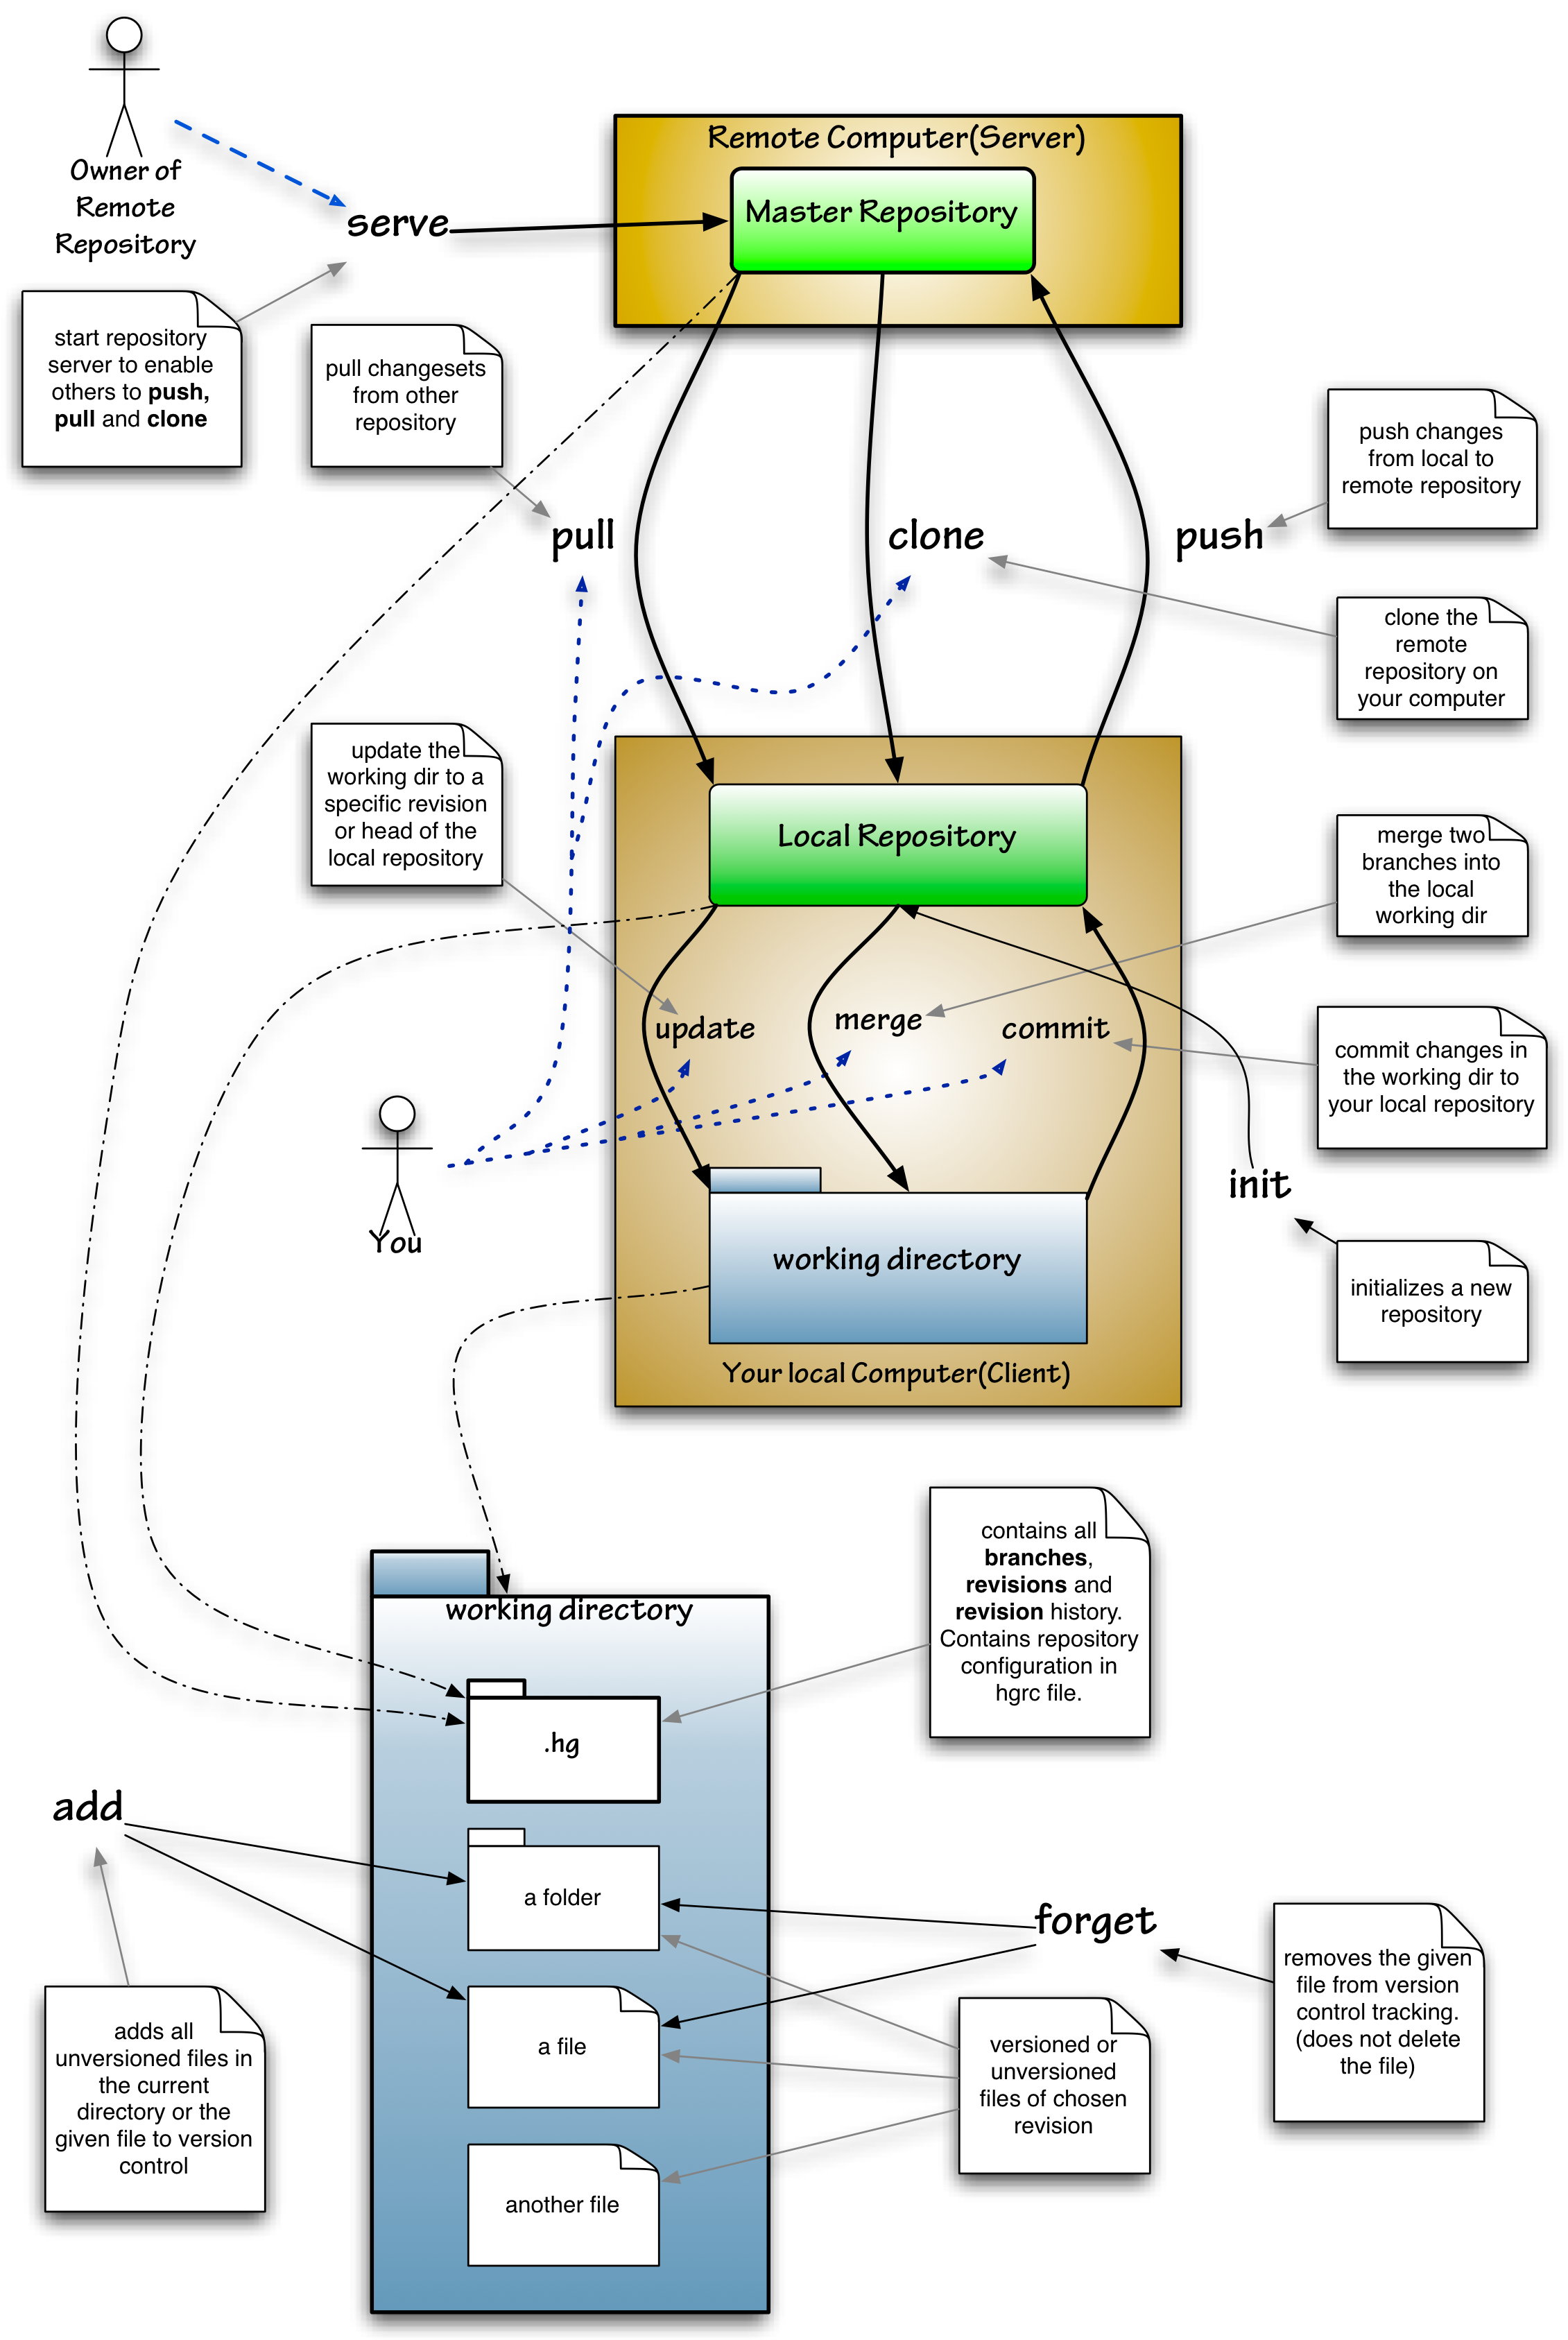 Owner of
Remote
Repository
serve
Remote Computer(Server)
Master Repository
start repository
server to enable
others to push,
pull and clone
pull changesets
from other
repository
push changes
from local to
remote repository
pull
clone
push
clone the
remote
repository on
your computer
update the
working dir to a
specific revision
or head of the
local repository
Local Repository
merge two
branches into
the local
working dir
update
merge
commit
commit changes in
the working dir to
your local repository
You
init
working directory
initializes a new
repository
Your local Computer(Client)
contains all
branches,
revisions and
revision history.
Contains repository
configuration in
hgrc file.
working directory
.hg
add
a folder
forget
removes the given
file from version
control tracking.
(does not delete
the file)
adds all
unversioned files in
the current
directory or the
given file to version
control
a file
versioned or
unversioned
files of chosen
revision
another file